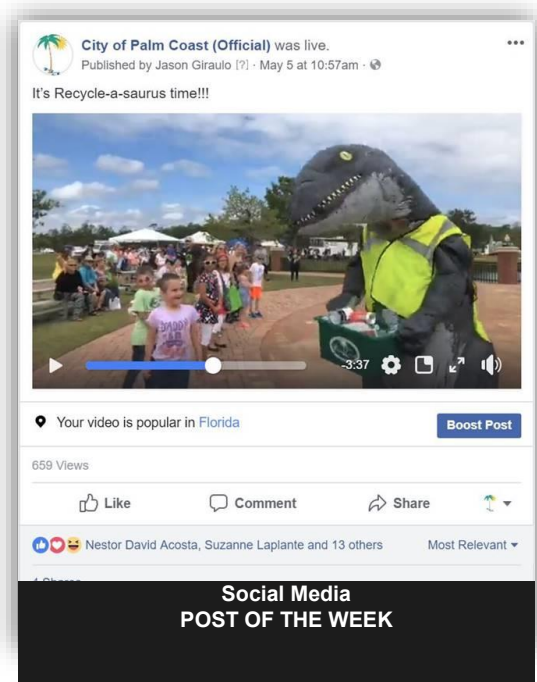 City of Palm Coast (Official) was live.
Published by Jason Giraulo [?] · May 5 at 10:57am ·
It's Recycle-a-saurus time!!!
-3:37
Your video is popular in Florida
Boost Post
659 Views
Like Comment Share
Nestor David Acosta, Suzanne Laplante and 13 others Most Relevant
Social Media
POST OF THE WEEK